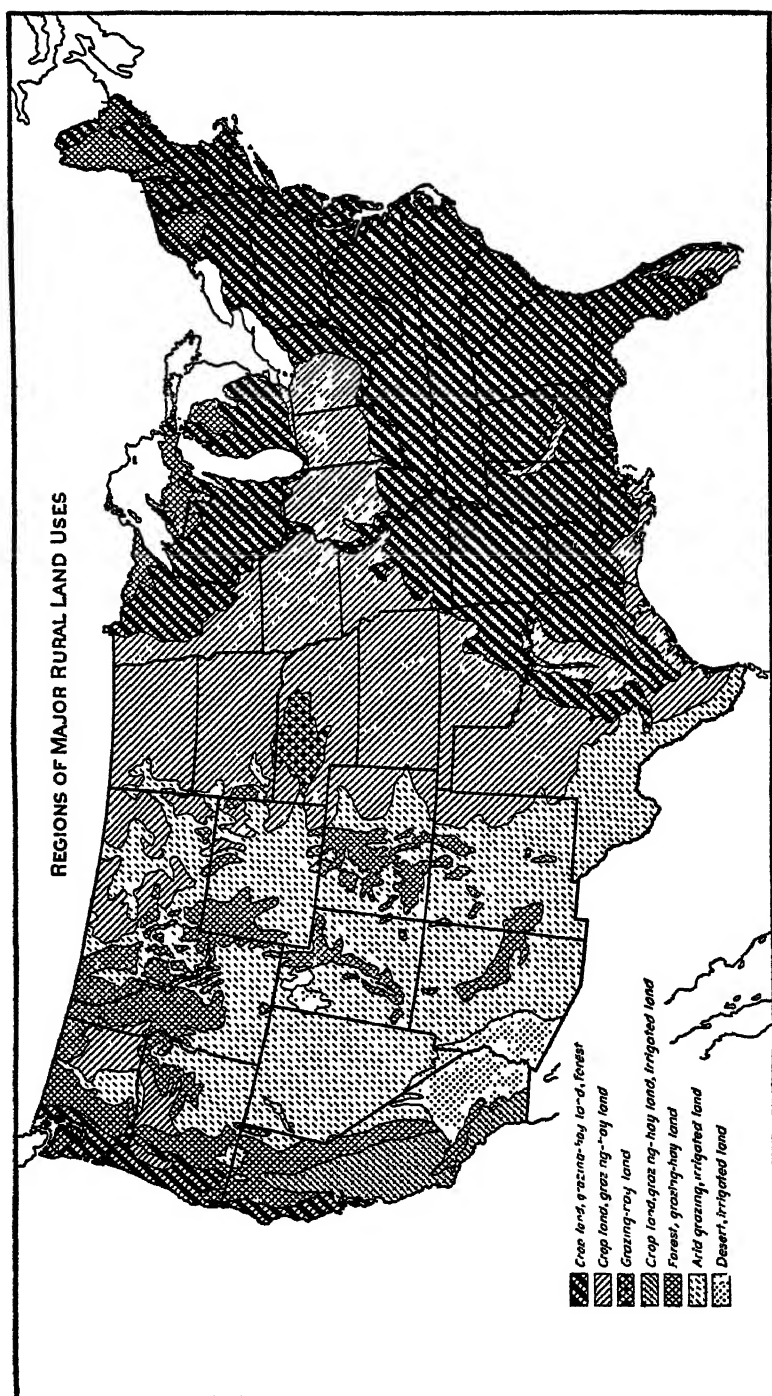 REGIONS OF MAJOR RURAL LAND USES
Crop land, grazing-hay land, forest
Crop land, grazing-hay land
Grazing-hay land
Crop land, grazing-hay land, irrigated land
Forest, grazing-hay land
Arid grazing, irrigated land
Desert, irrigated land